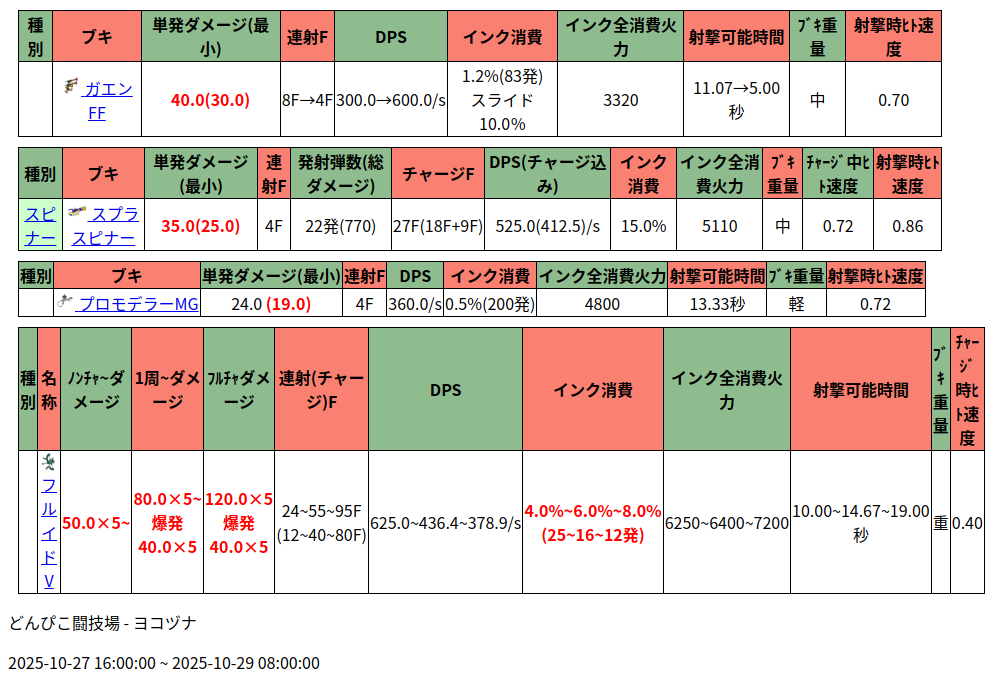 種別 ブキ 単発ダメージ(最小) 連射F DPS インク消費 インク全消費火力 射撃可能時間 ﾌﾞｷ重量 射撃時ﾋﾄ速度
ガエンFF 40.0(30.0) 8F→4F 300.0→600.0/s 1.2%(83発) スライド 10.0% 3320 11.07→5.00秒 中 0.70
種別 ブキ 単発ダメージ(最小) 連射F 発射弾数(総ダメージ) チャージF DPS(チャージ込み) インク消費 インク全消費火力 ﾌﾞｷ重量 ﾁｬｰｼﾞ中ﾋﾄ速度 射撃時ﾋﾄ速度
スピナー スプラスピナー 35.0(25.0) 4F 22発(770) 27F(18F+9F) 525.0(412.5)/s 15.0% 5110 中 0.72 0.86
種別 ブキ 単発ダメージ(最小) 連射F DPS インク消費 インク全消費火力 射撃可能時間 ﾌﾞｷ重量 射撃時ﾋﾄ速度
プロモデラーMG 24.0 (19.0) 4F 360.0/s 0.5%(200発) 4800 13.33秒 軽 0.72
種別 名称 ﾉﾝﾁｬ~ダメージ 1周~ダメージ ﾌﾙﾁｬダメージ 連射(チャージ)F DPS インク消費 インク全消費火力 射撃可能時間 ﾌﾞｷ重量 ﾁｬｰｼﾞ時ﾋﾄ速度
フルイドV 50.0×5~ 80.0×5~爆発40.0×5 120.0×5爆発40.0×5 24~55~95F(12~40~80F) 625.0~436.4~378.9/s 4.0%~6.0%~8.0%(25~16~12発) 6250~6400~7200 10.00~14.67~19.00秒 重 0.40
どんぴこ闘技場 - ヨコヅナ
2025-10-27 16:00:00 ~ 2025-10-29 08:00:00